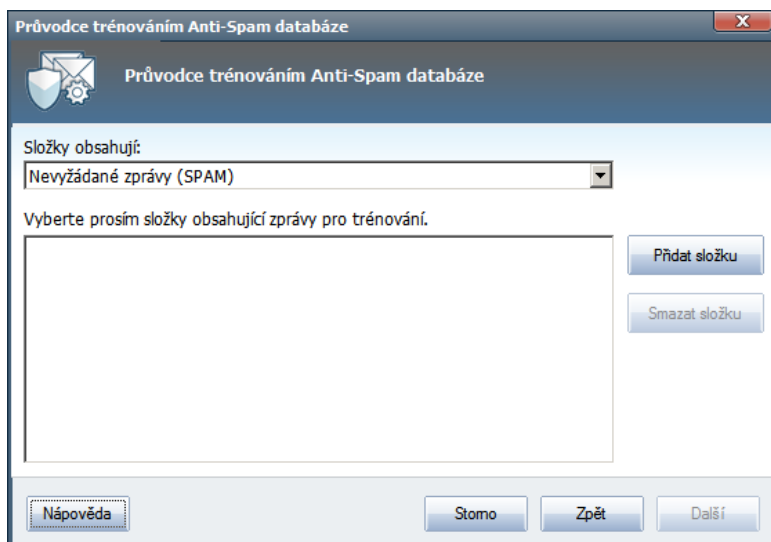 Průvodce trénováním Anti-Spam databáze
Průvodce trénováním Anti-Spam databáze
Složky obsahují:
Nevyžádané zprávy (SPAM)
Vyberte prosím složky obsahující zprávy pro trénování.
Přidat složku
Smazat složku
Nápověda
Storno
Zpět
Další